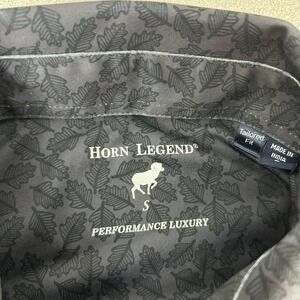 HORN LEGEND®
S
PERFORMANCE LUXURY
Tailored
Fit
MADE IN
INDIA